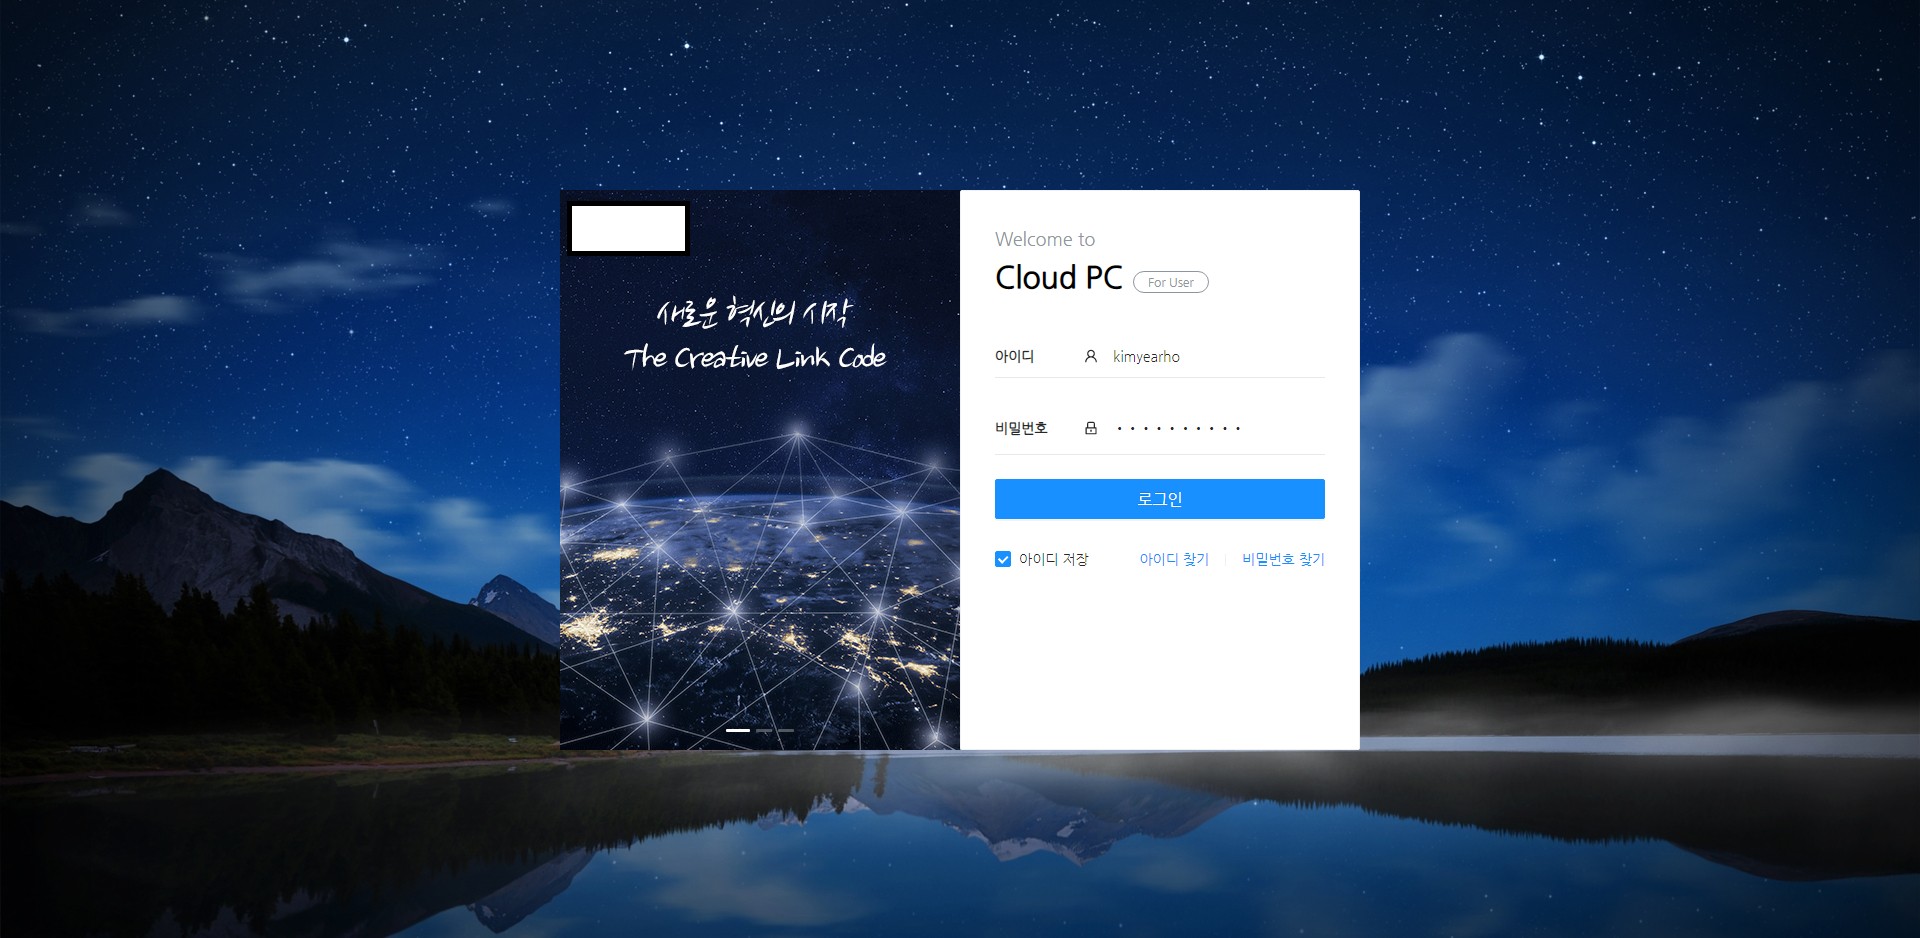 새로운 혁신의 시작
The Creative Link Code
Welcome to
Cloud PC For User
아이디 kimyearho
비밀번호 ••••••••••
로그인
아이디 저장 아이디 찾기 비밀번호 찾기